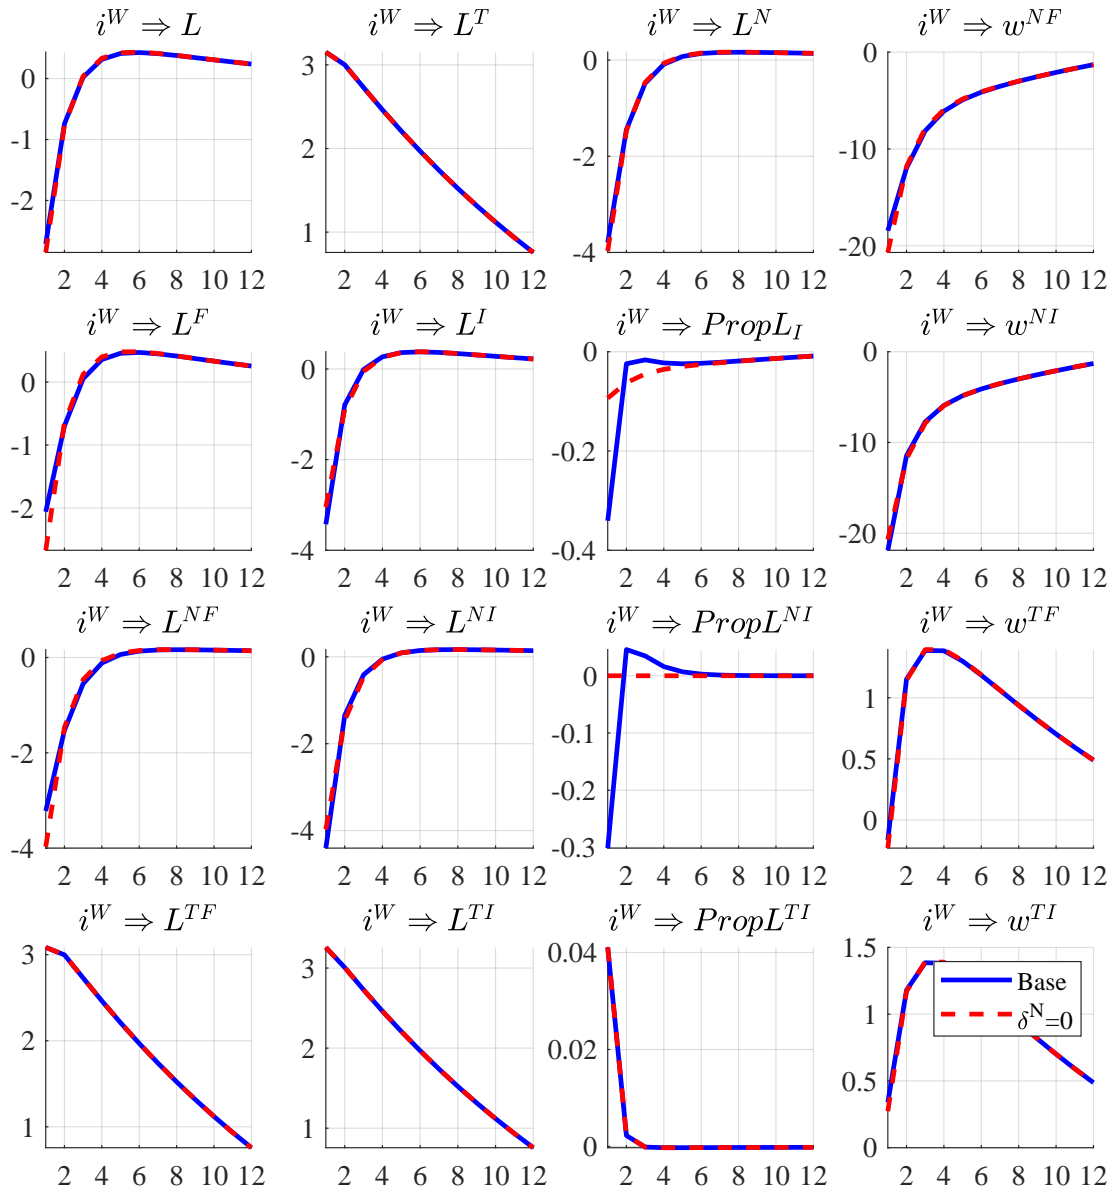 i^W ⇒ L
i^W ⇒ L^T
i^W ⇒ L^N
i^W ⇒ w^{NF}
0
-1
-2
2 4 6 8 10 12
3
2
1
2 4 6 8 10 12
0
-2
-4
2 4 6 8 10 12
0
-10
-20
2 4 6 8 10 12
i^W ⇒ L^F
i^W ⇒ L^I
i^W ⇒ PropL_I
i^W ⇒ w^{NI}
0
-1
-2
2 4 6 8 10 12
0
-2
-4
2 4 6 8 10 12
0
-0.2
-0.4
2 4 6 8 10 12
0
-10
-20
2 4 6 8 10 12
i^W ⇒ L^{NF}
i^W ⇒ L^{NI}
i^W ⇒ PropL^{NI}
i^W ⇒ w^{TF}
0
-2
-4
2 4 6 8 10 12
0
-2
-4
2 4 6 8 10 12
0
-0.1
-0.2
-0.3
2 4 6 8 10 12
1
0.5
0
2 4 6 8 10 12
i^W ⇒ L^{TF}
i^W ⇒ L^{TI}
i^W ⇒ PropL^{TI}
i^W ⇒ w^{TI}
3
2
1
2 4 6 8 10 12
3
2
1
2 4 6 8 10 12
0.04
0.02
0
2 4 6 8 10 12
1.5
1
0.5
0
2 4 6 8 10 12
Base
δ^N=0